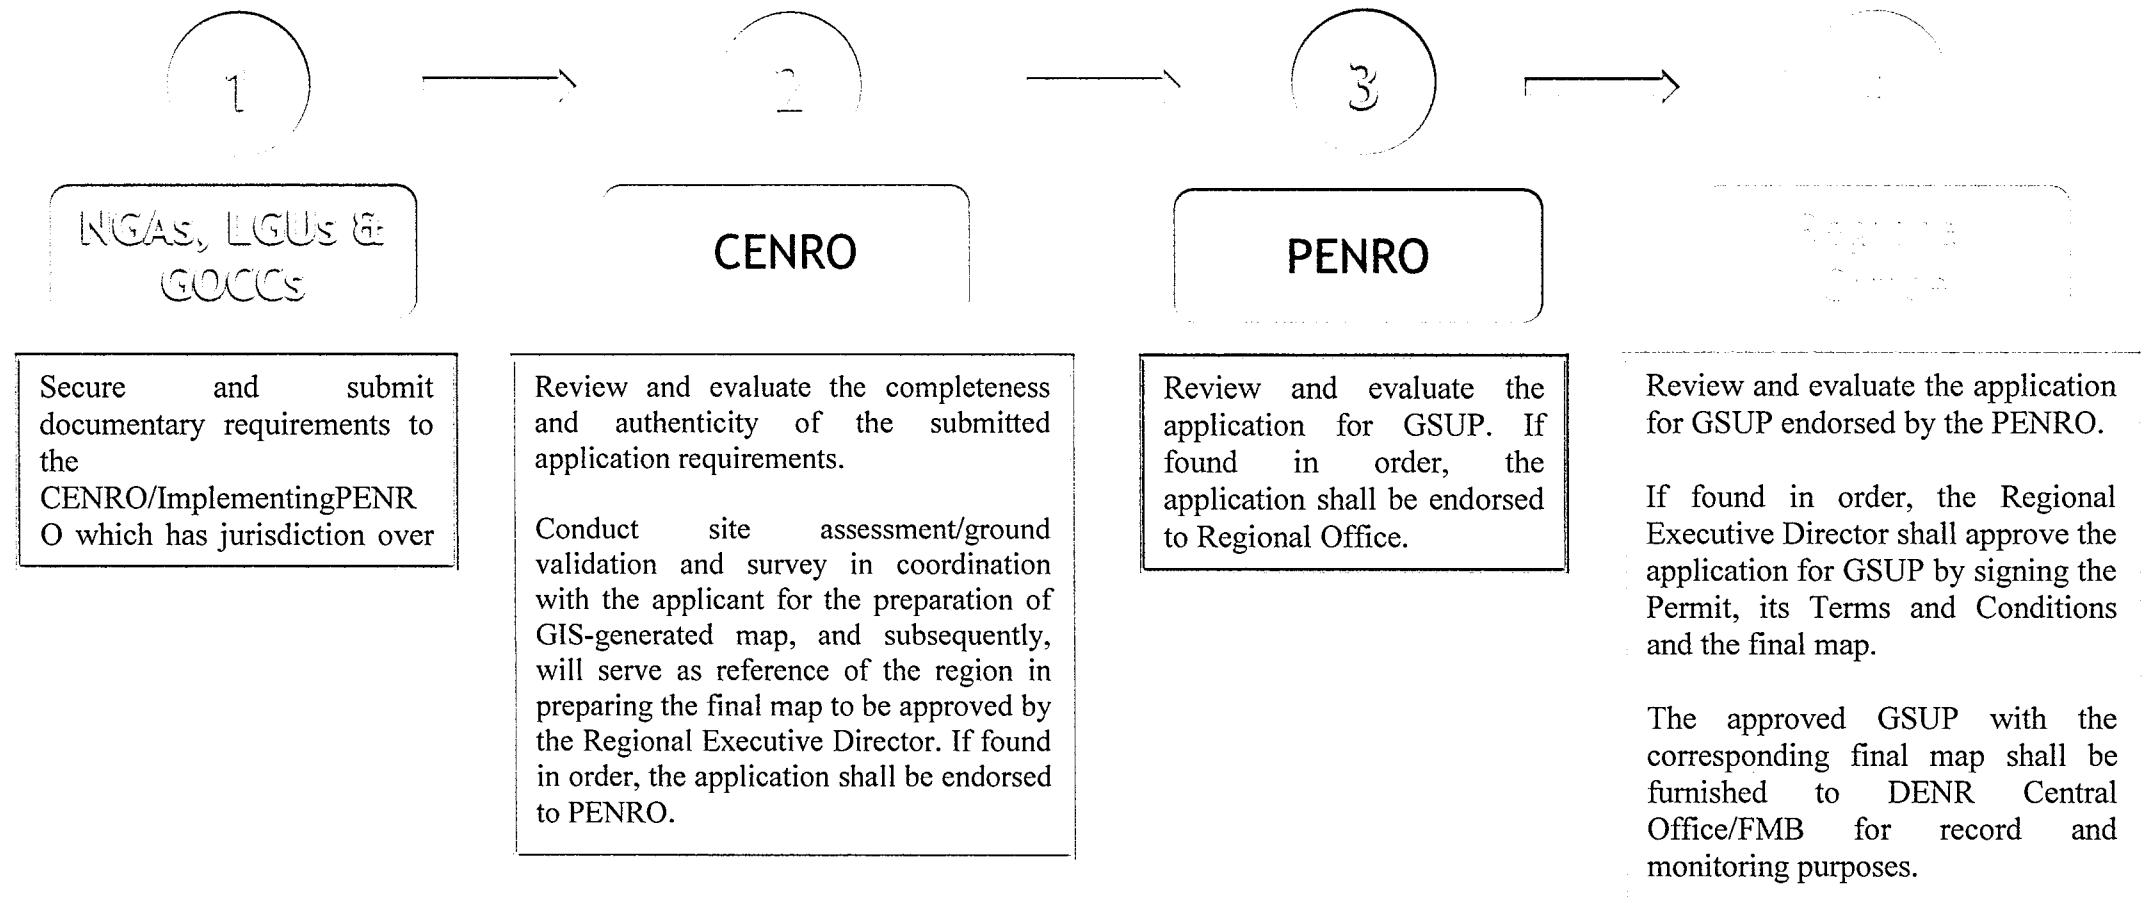 1
2
3
NGAs, LGUs &
GOCCs
CENRO
PENRO
Secure and submit
documentary requirements to
the
CENRO/ImplementingPENR
O which has jurisdiction over
Review and evaluate the completeness
and authenticity of the submitted
application requirements.
Conduct site assessment/ground
validation and survey in coordination
with the applicant for the preparation of
GIS-generated map, and subsequently,
will serve as reference of the region in
preparing the final map to be approved by
the Regional Executive Director. If found
in order, the application shall be endorsed
to PENRO.
Review and evaluate the
application for GSUP. If
found in order, the
application shall be endorsed
to Regional Office.
Review and evaluate the application
for GSUP endorsed by the PENRO.
If found in order, the Regional
Executive Director shall approve the
application for GSUP by signing the
Permit, its Terms and Conditions
and the final map.
The approved GSUP with the
corresponding final map shall be
furnished to DENR Central
Office/FMB for record and
monitoring purposes.